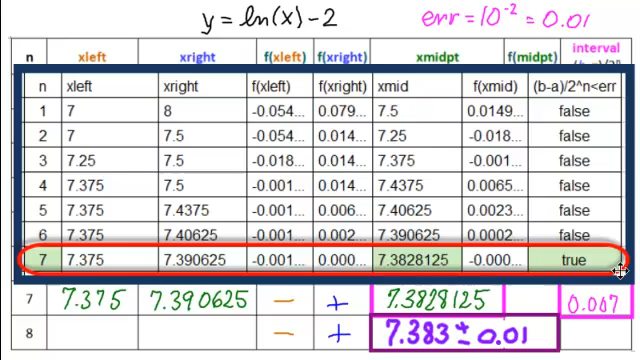 y = ln(x) - 2 err = 10^-2 = 0.01
n xleft xright f(xleft) f(xright) xmidpt f(midpt) interval
n xleft xright f(xleft) f(xright) xmid f(xmid) (b-a)/2^n<err
1 7 8 -0.054... 0.079... 7.5 0.0149... false
2 7 7.5 -0.054... 0.014... 7.25 -0.018... false
3 7.25 7.5 -0.018... 0.014... 7.375 -0.001... false
4 7.375 7.5 -0.001... 0.014... 7.4375 0.0065... false
5 7.375 7.4375 -0.001... 0.006... 7.40625 0.0023... false
6 7.375 7.40625 -0.001... 0.002... 7.390625 0.0002... false
7 7.375 7.390625 -0.001... 0.000... 7.3828125 -0.000... true
7 7.375 7.390625 - + 7.3828125 0.007
8 - + 7.383 ± 0.01